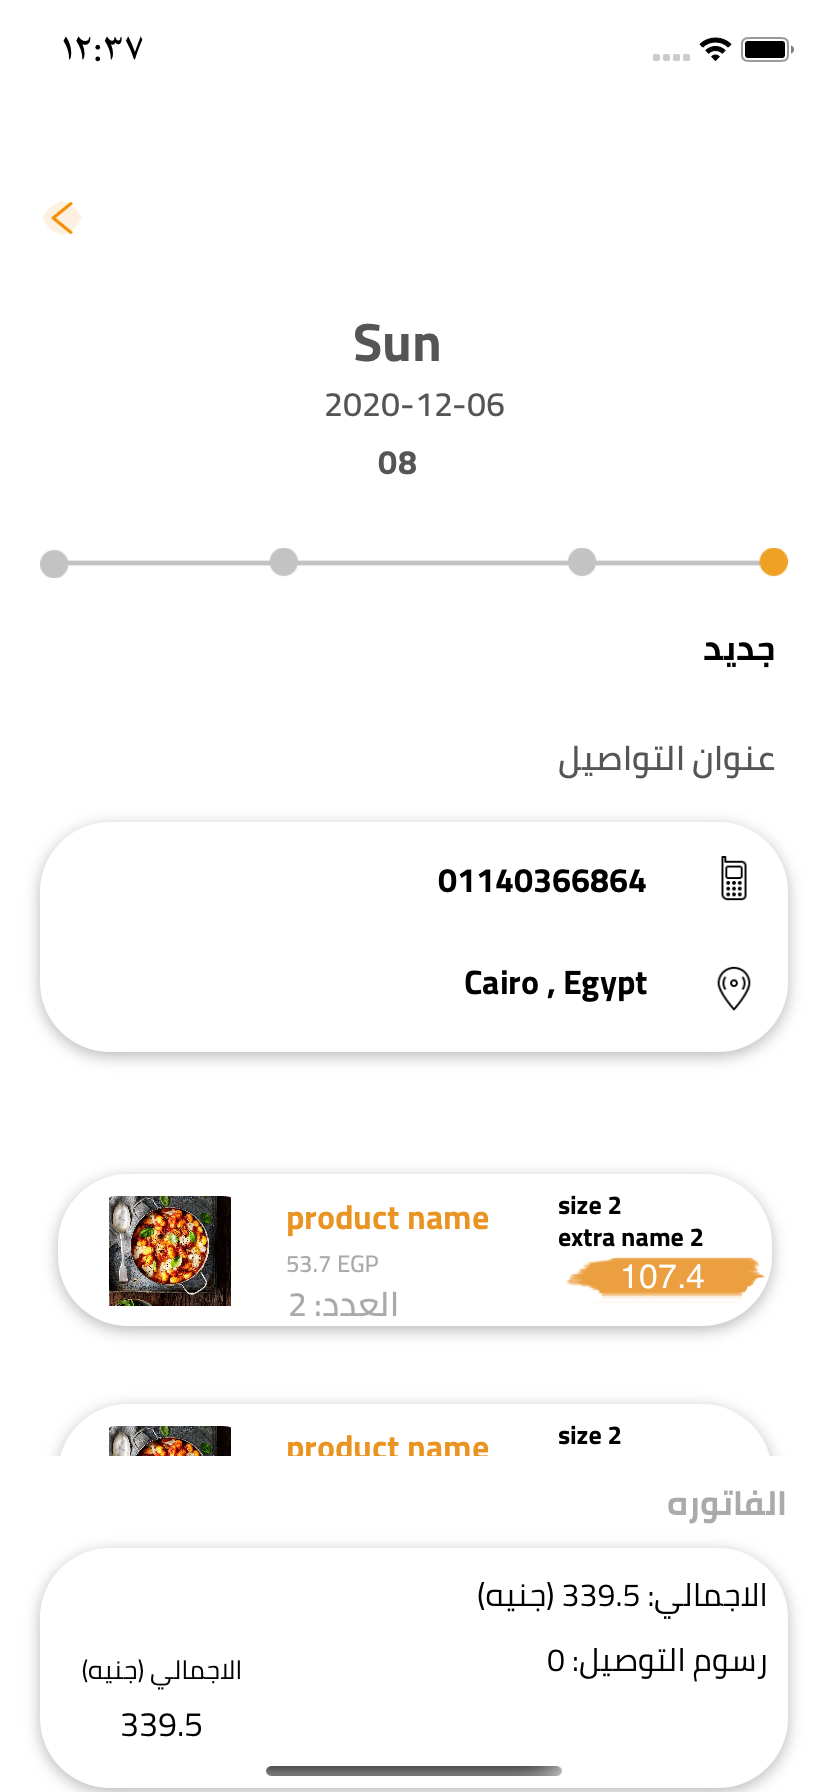 ١٢:٣٧
Sun
2020-12-06
08
جديد
عنوان التواصيل
01140366864
Cairo , Egypt
product name
53.7 EGP
العدد: 2
size 2
extra name 2
107.4
product name
size 2
الفاتوره
الاجمالي: 339.5 (جنيه)
رسوم التوصيل: 0
الاجمالي (جنيه)
339.5